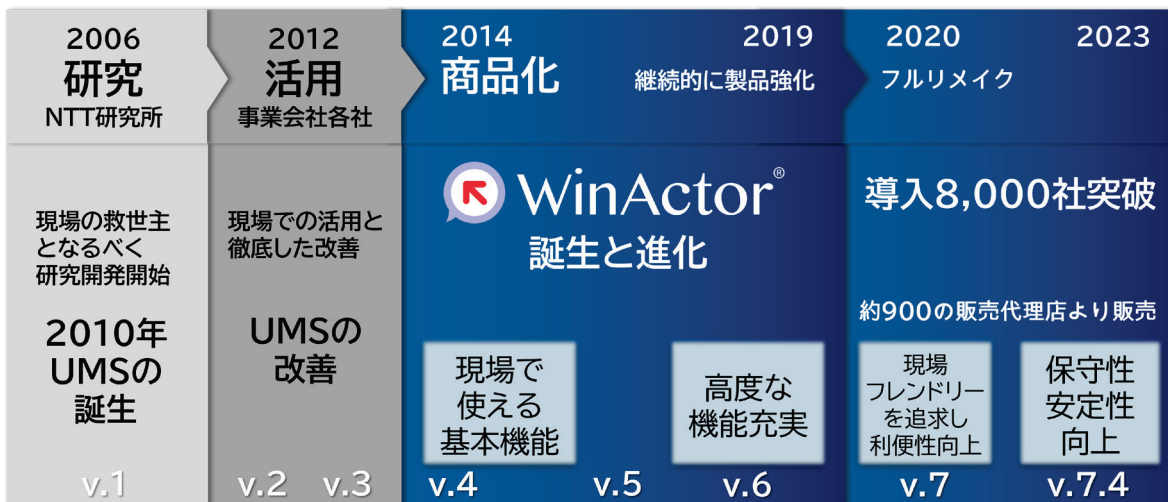 2006
研究
NTT研究所
現場の救世主
となるべく
研究開発開始
2010年
UMSの
誕生
v.1
2012
活用
事業会社各社
現場での活用と
徹底した改善
UMSの
改善
v.2 v.3
2014
商品化
2019
継続的に製品強化
WinActor®
誕生と進化
現場で
使える
基本機能
高度な
機能充実
v.4 v.5 v.6
2020
フルリメイク
2023
導入8,000社突破
約900の販売代理店より販売
現場
フレンドリー
を追求し
利便性向上
保守性
安定性
向上
v.7 v.7.4